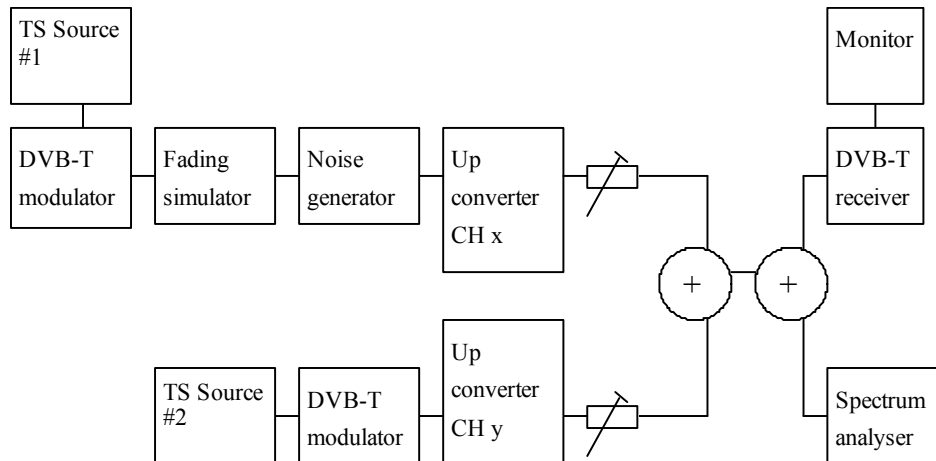 TS Source
#1
Monitor
DVB-T
modulator
Fading
simulator
Noise
generator
Up
converter
CH x
DVB-T
receiver
+
+
TS Source
#2
DVB-T
modulator
Up
converter
CH y
Spectrum
analyser